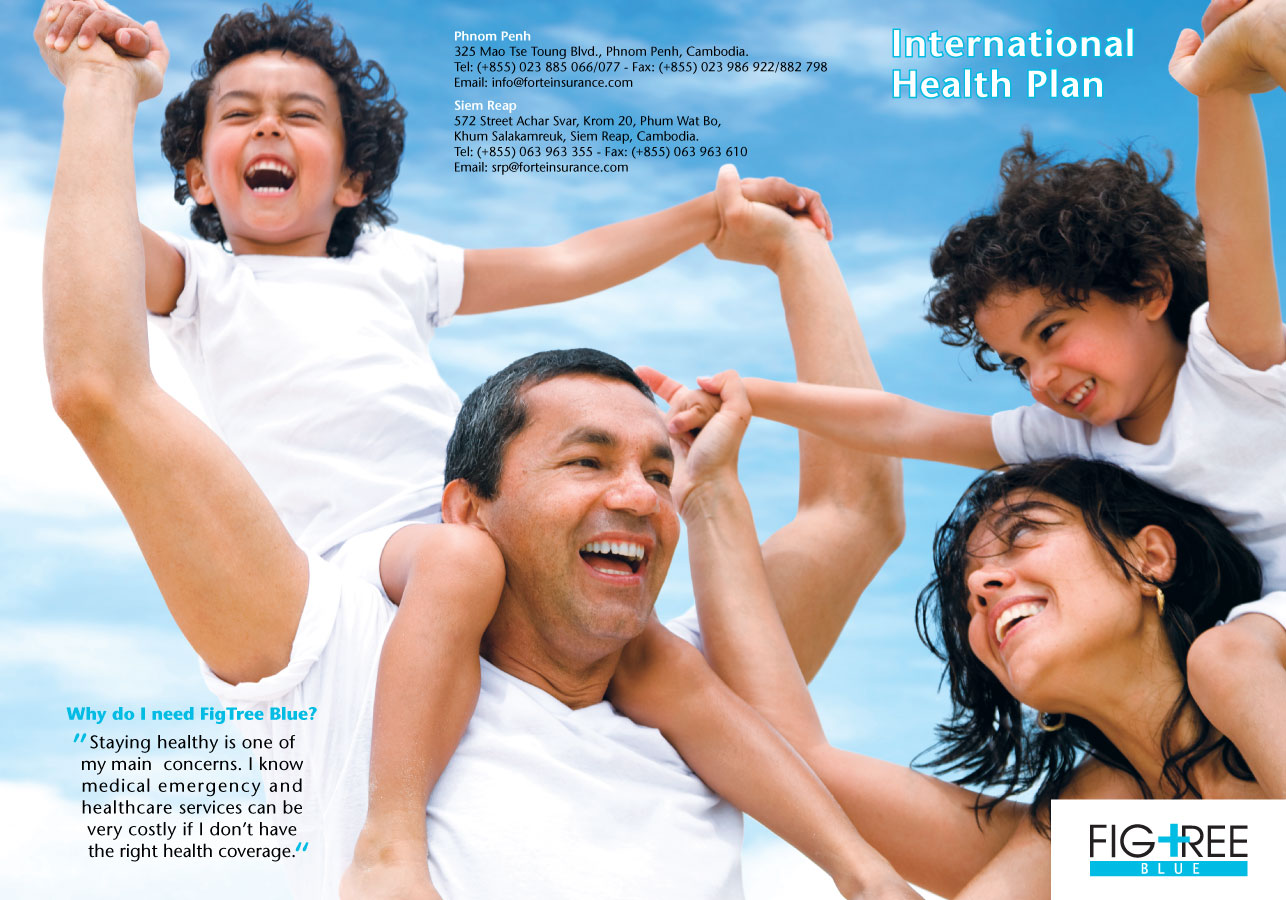 Phnom Penh
325 Mao Tse Toung Blvd., Phnom Penh, Cambodia.
Tel: (+855) 023 885 066/077 - Fax: (+855) 023 986 922/882 798
Email: info@forteinsurance.com
Siem Reap
572 Street Achar Svar, Krom 20, Phum Wat Bo,
Khum Salakamreuk, Siem Reap, Cambodia.
Tel: (+855) 063 963 355 - Fax: (+855) 063 963 610
Email: srp@forteinsurance.com
International
Health Plan
Why do I need FigTree Blue?
"Staying healthy is one of
my main concerns. I know
medical emergency and
healthcare services can be
very costly if I don't have
the right health coverage."
FIGTREE
BLUE